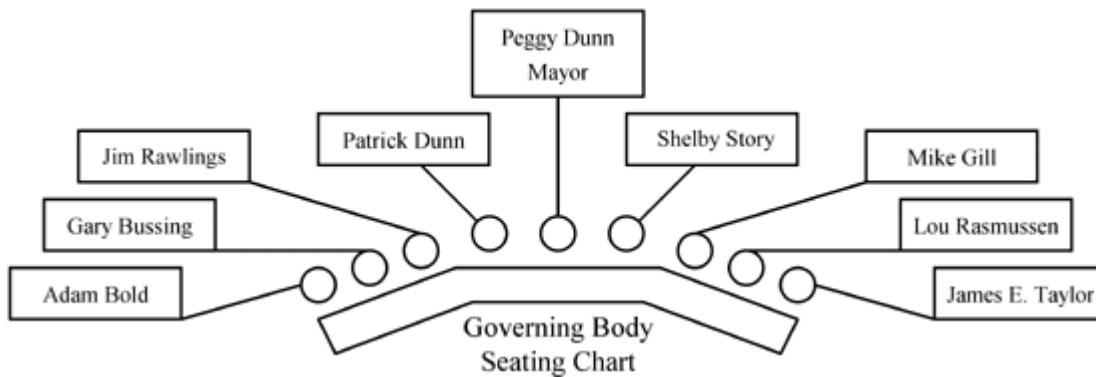 Peggy Dunn
Mayor
Patrick Dunn
Shelby Story
Jim Rawlings
Mike Gill
Gary Bussing
Lou Rasmussen
Adam Bold
James E. Taylor
Governing Body
Seating Chart